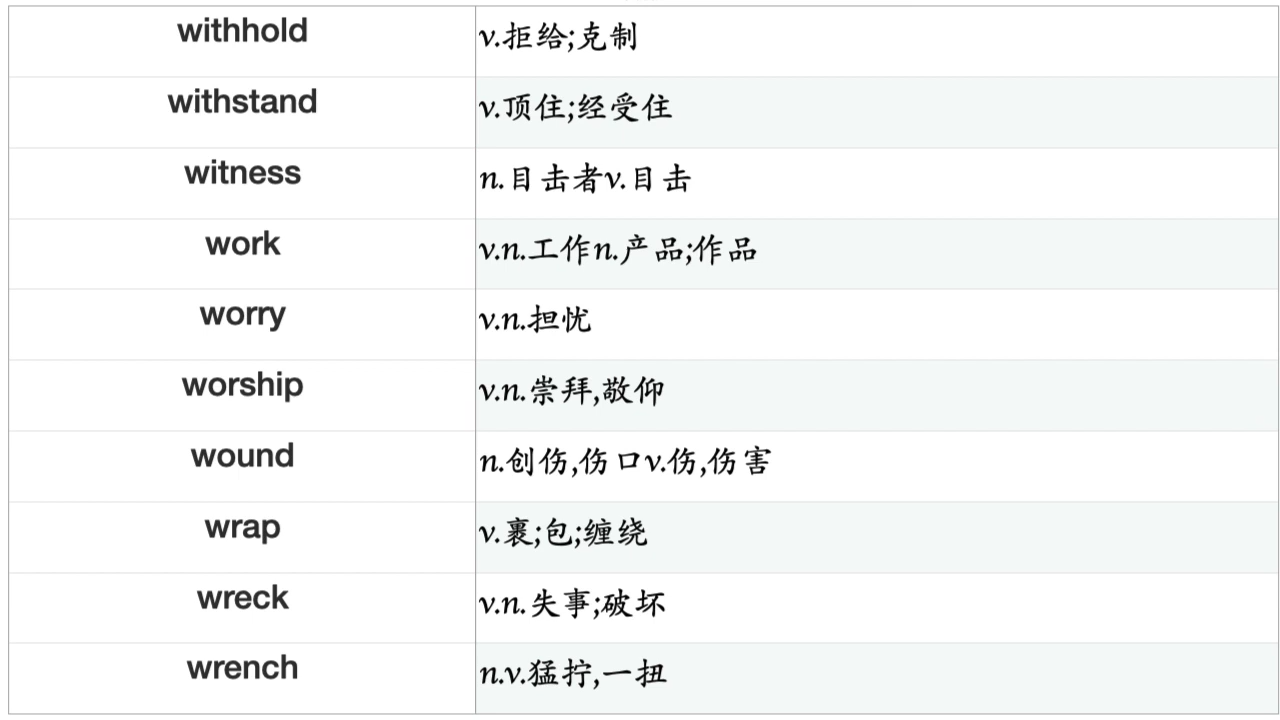 withhold v.拒给;克制
withstand v.顶住;经受住
witness n.目击者v.目击
work v.n.工作n.产品;作品
worry v.n.担忧
worship v.n.崇拜,敬仰
wound n.创伤,伤口v.伤,伤害
wrap v.裹;包;缠绕
wreck v.n.失事;破坏
wrench n.v.猛拧,一扭